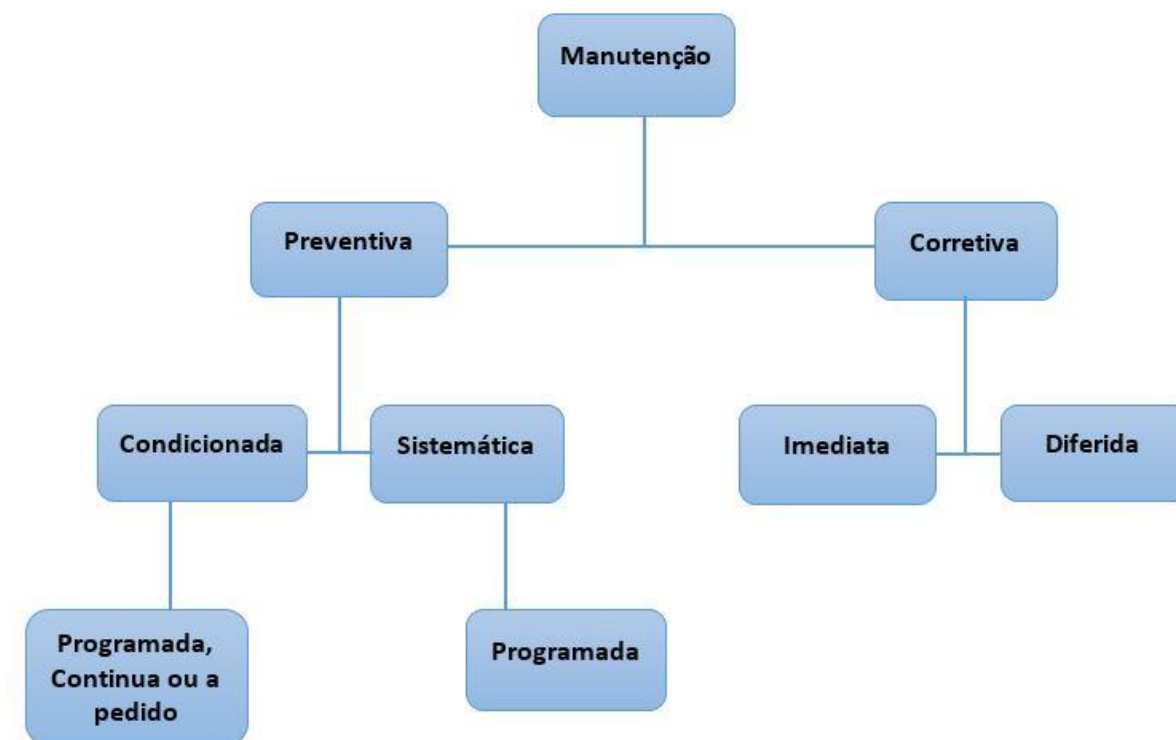 Manutenção
Preventiva
Corretiva
Condicionada
Sistemática
Imediata
Diferida
Programada,
Continua ou a
pedido
Programada